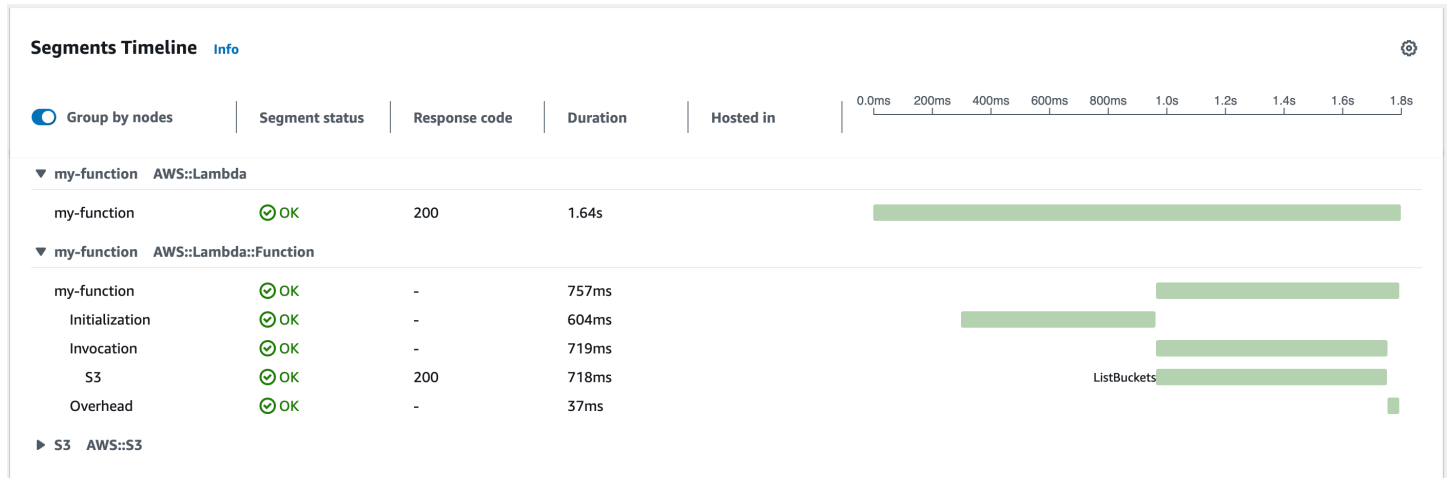 Segments Timeline Info
Group by nodes Segment status Response code Duration Hosted in 0.0ms 200ms 400ms 600ms 800ms 1.0s 1.2s 1.4s 1.6s 1.8s
my-function AWS::Lambda
my-function OK 200 1.64s
my-function AWS::Lambda::Function
my-function OK - 757ms
Initialization OK - 604ms
Invocation OK - 719ms
S3 OK 200 718ms ListBuckets
Overhead OK - 37ms
S3 AWS::S3